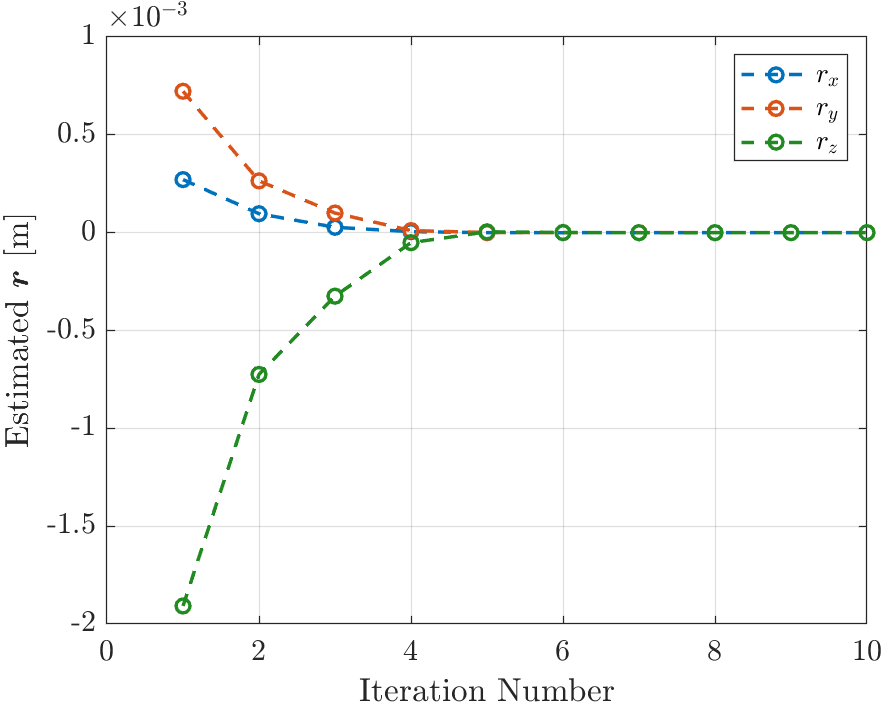 ×10⁻³
1
0.5
0
-0.5
-1
-1.5
-2
0 2 4 6 8 10
Estimated r [m]
Iteration Number
r_x
r_y
r_z